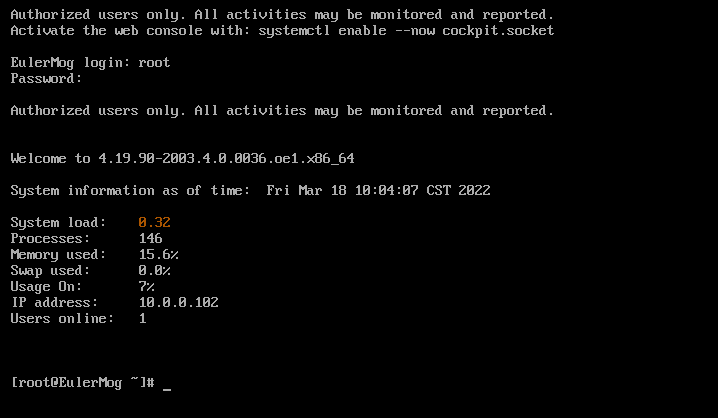 Authorized users only. All activities may be monitored and reported.
Activate the web console with: systemctl enable --now cockpit.socket
EulerMog login: root
Password:
Authorized users only. All activities may be monitored and reported.
Welcome to 4.19.90-2003.4.0.0036.oe1.x86_64
System information as of time:  Fri Mar 18 10:04:07 CST 2022
System load:    0.32
Processes:      146
Memory used:    15.6%
Swap used:      0.0%
Usage On:       7%
IP address:     10.0.0.102
Users online:   1
[root@EulerMog ~]# _